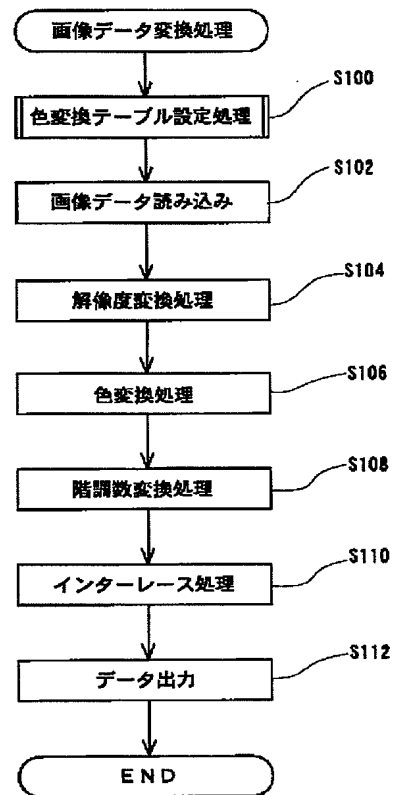 画像データ変換処理
S100
色変換テーブル設定処理
S102
画像データ読み込み
S104
解像度変換処理
S106
色変換処理
S108
階調数変換処理
S110
インターレース処理
S112
データ出力
END